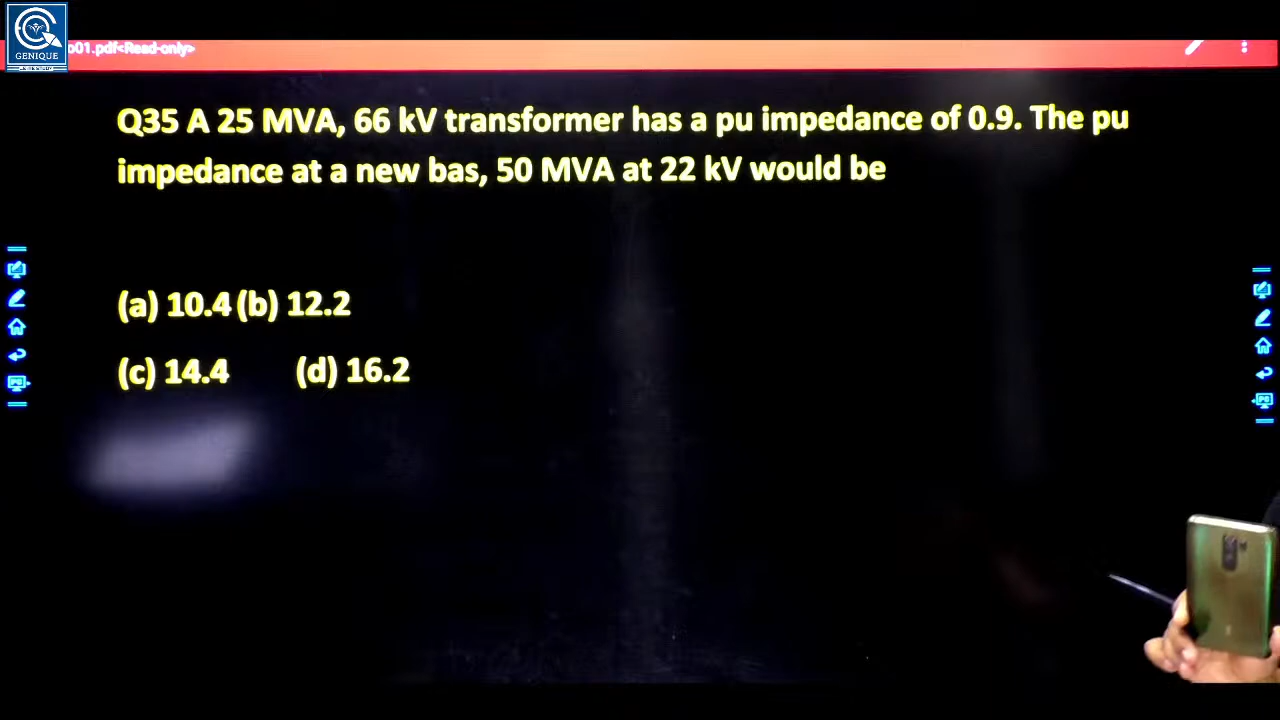 GENIQUE
o01.pdf<Read-only>
Q35 A 25 MVA, 66 kV transformer has a pu impedance of 0.9. The pu
impedance at a new bas, 50 MVA at 22 kV would be
(a) 10.4 (b) 12.2
(c) 14.4 (d) 16.2